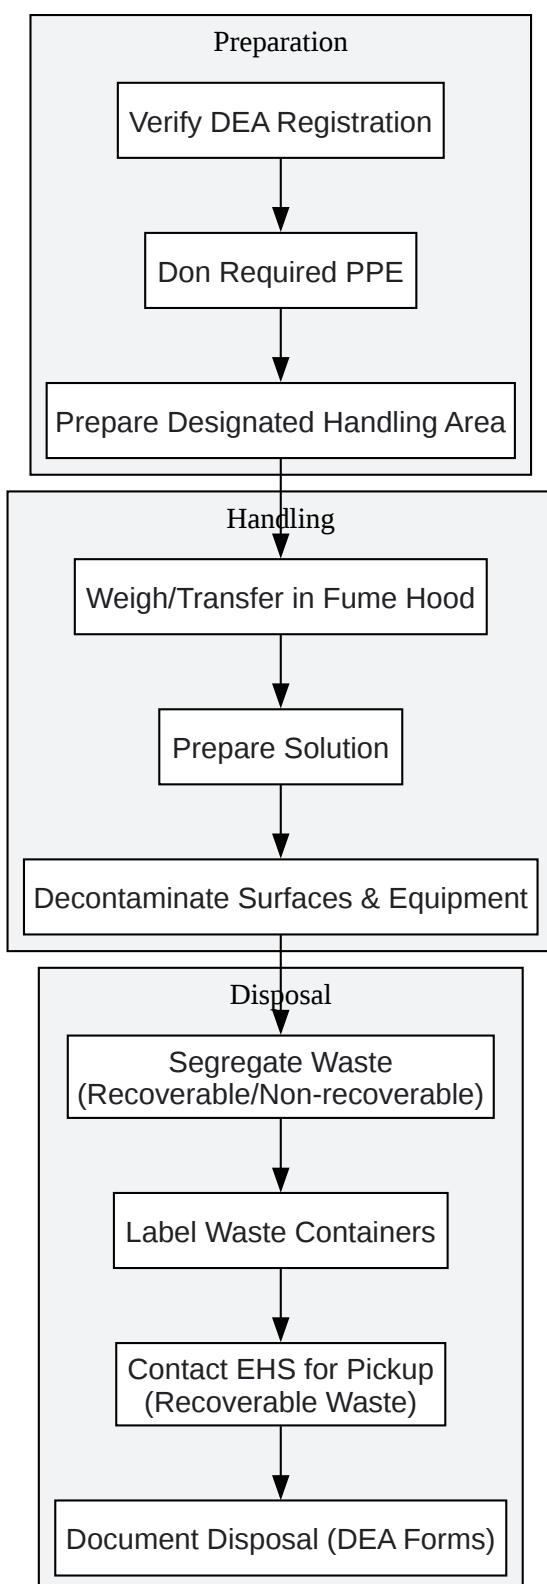 Preparation
Verify DEA Registration
Don Required PPE
Prepare Designated Handling Area
Handling
Weigh/Transfer in Fume Hood
Prepare Solution
Decontaminate Surfaces & Equipment
Disposal
Segregate Waste
(Recoverable/Non-recoverable)
Label Waste Containers
Contact EHS for Pickup
(Recoverable Waste)
Document Disposal (DEA Forms)